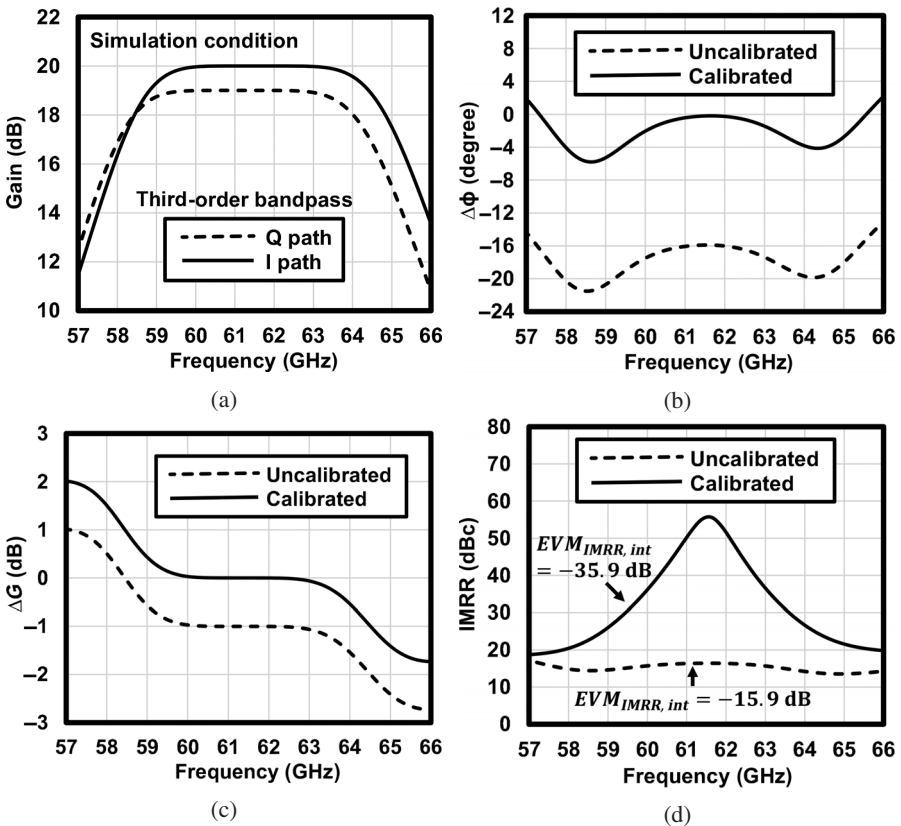 22
20
18
16
14
12
10
Gain (dB)
Simulation condition
Third-order bandpass
Q path
I path
57 58 59 60 61 62 63 64 65 66
Frequency (GHz)
(a)
12
8
4
0
−4
−8
−12
−16
−20
−24
ΔΦ (degree)
Uncalibrated
Calibrated
57 58 59 60 61 62 63 64 65 66
Frequency (GHz)
(b)
3
2
1
0
−1
−2
−3
ΔG (dB)
Uncalibrated
Calibrated
57 58 59 60 61 62 63 64 65 66
Frequency (GHz)
(c)
80
70
60
50
40
30
20
10
0
IMRR (dBc)
Uncalibrated
Calibrated
EVM_IMRR, int
= −35.9 dB
EVM_IMRR, int = −15.9 dB
57 58 59 60 61 62 63 64 65 66
Frequency (GHz)
(d)